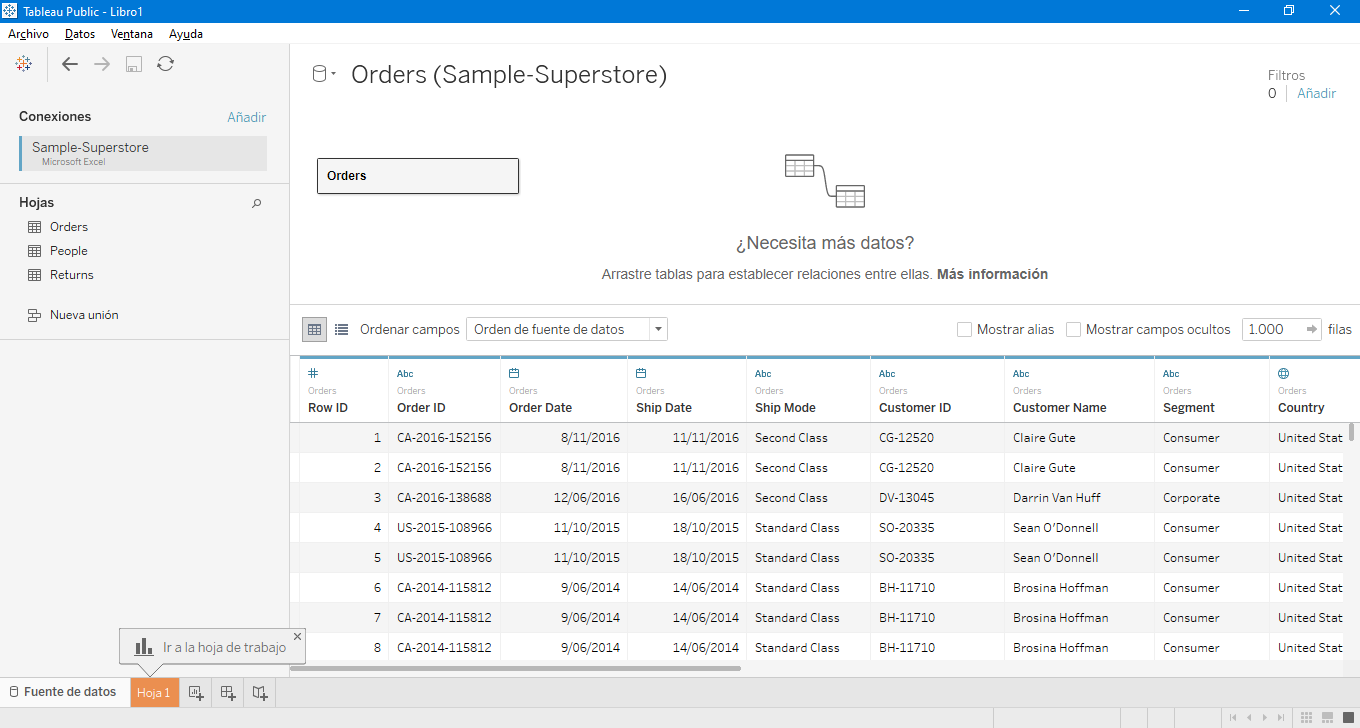 Tableau Public - Libro1
Archivo Datos Ventana Ayuda
Conexiones Añadir
Sample-Superstore
Microsoft Excel
Hojas
Orders
People
Returns
Nueva unión
Orders (Sample-Superstore)
Filtros
0 Añadir
Orders
¿Necesita más datos?
Arrastre tablas para establecer relaciones entre ellas. Más información
Ordenar campos Orden de fuente de datos Mostrar alias Mostrar campos ocultos 1.000 filas
# Abc Abc Abc Abc Abc
Orders Orders Orders Orders Orders Orders Orders Orders Orders
Row ID Order ID Order Date Ship Date Ship Mode Customer ID Customer Name Segment Country
1 CA-2016-152156 8/11/2016 11/11/2016 Second Class CG-12520 Claire Gute Consumer United Stat
2 CA-2016-152156 8/11/2016 11/11/2016 Second Class CG-12520 Claire Gute Consumer United Stat
3 CA-2016-138688 12/06/2016 16/06/2016 Second Class DV-13045 Darrin Van Huff Corporate United Stat
4 US-2015-108966 11/10/2015 18/10/2015 Standard Class SO-20335 Sean O'Donnell Consumer United Stat
5 US-2015-108966 11/10/2015 18/10/2015 Standard Class SO-20335 Sean O'Donnell Consumer United Stat
6 CA-2014-115812 9/06/2014 14/06/2014 Standard Class BH-11710 Brosina Hoffman Consumer United Stat
7 CA-2014-115812 9/06/2014 14/06/2014 Standard Class BH-11710 Brosina Hoffman Consumer United Stat
8 CA-2014-115812 9/06/2014 14/06/2014 Standard Class BH-11710 Brosina Hoffman Consumer United Stat
Ir a la hoja de trabajo
Fuente de datos Hoja 1